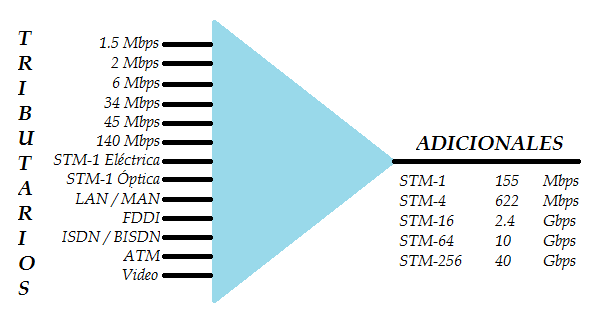 TRIBUTARIOS
1.5 Mbps
2 Mbps
6 Mbps
34 Mbps
45 Mbps
140 Mbps
STM-1 Eléctrica
STM-1 Óptica
LAN / MAN
FDDI
ISDN / BISDN
ATM
Video
ADICIONALES
STM-1 155 Mbps
STM-4 622 Mbps
STM-16 2.4 Gbps
STM-64 10 Gbps
STM-256 40 Gbps